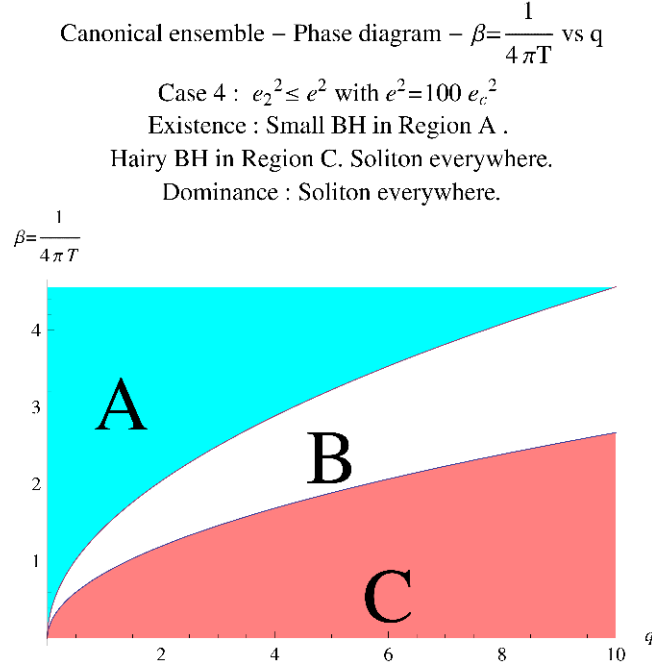 Canonical ensemble – Phase diagram – β=1/(4πT) vs q
Case 4 : e₂² ≤ e² with e²=100 e_c²
Existence : Small BH in Region A .
Hairy BH in Region C. Soliton everywhere.
Dominance : Soliton everywhere.
β=1/(4πT)
4
A
3
B
2
1
C
2
4
6
8
10
q